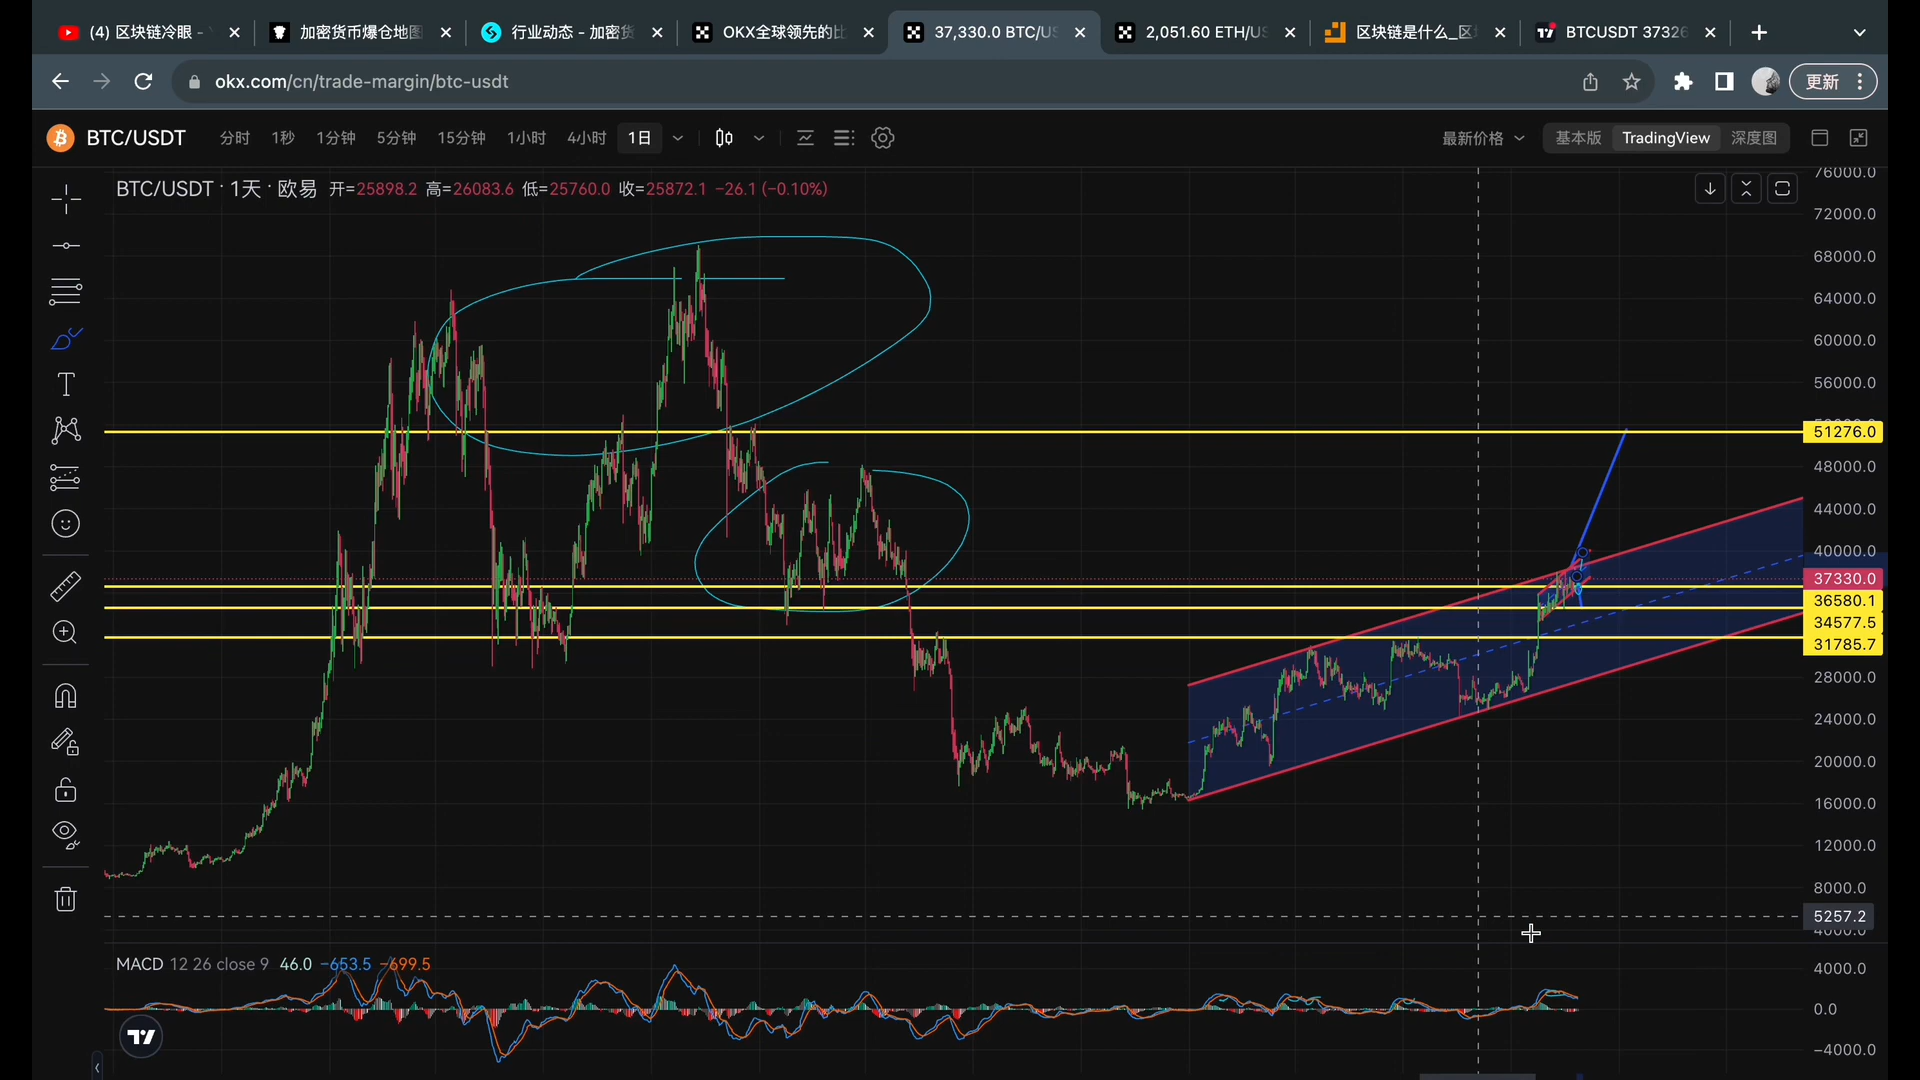 (4) 区块链冷眼 -
加密货币爆仓地图
行业动态 - 加密货
OKX全球领先的比
37,330.0 BTC/US
2,051.60 ETH/US
区块链是什么_区
BTCUSDT 37326
okx.com/cn/trade-margin/btc-usdt
更新
BTC/USDT
分时 1秒 1分钟 5分钟 15分钟 1小时 4小时 1日
最新价格
基本版 TradingView 深度图
BTC/USDT · 1天 · 欧易 开=25898.2 高=26083.6 低=25760.0 收=25872.1 −26.1 (−0.10%)
76000.0
72000.0
68000.0
64000.0
60000.0
56000.0
51276.0
48000.0
44000.0
40000.0
37330.0
36580.1
34577.5
31785.7
28000.0
24000.0
20000.0
16000.0
12000.0
8000.0
5257.2
4000.0
MACD 12 26 close 9 46.0 −653.5 −699.5
4000.0
0.0
−4000.0